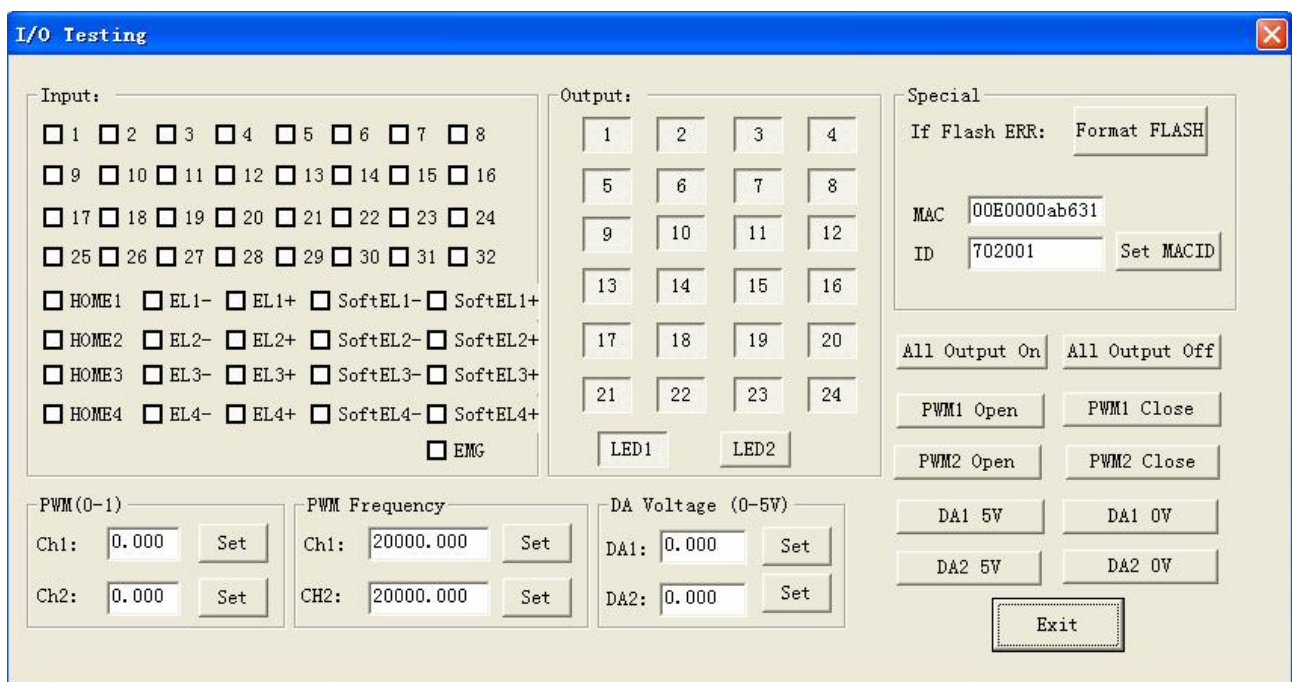 I/O Testing
Input:
1 2 3 4 5 6 7 8
9 10 11 12 13 14 15 16
17 18 19 20 21 22 23 24
25 26 27 28 29 30 31 32
HOME1 EL1- EL1+ SoftEL1- SoftEL1+
HOME2 EL2- EL2+ SoftEL2- SoftEL2+
HOME3 EL3- EL3+ SoftEL3- SoftEL3+
HOME4 EL4- EL4+ SoftEL4- SoftEL4+
EMG
Output:
1 2 3 4
5 6 7 8
9 10 11 12
13 14 15 16
17 18 19 20
21 22 23 24
LED1 LED2
Special
If Flash ERR: Format FLASH
MAC 00E0000ab631
ID 702001 Set MACID
All Output On All Output Off
PWM1 Open PWM1 Close
PWM2 Open PWM2 Close
DA1 5V DA1 0V
DA2 5V DA2 0V
PWM(0-1)
Ch1: 0.000 Set
Ch2: 0.000 Set
PWM Frequency
Ch1: 20000.000 Set
CH2: 20000.000 Set
DA Voltage (0-5V)
DA1: 0.000 Set
DA2: 0.000 Set
Exit